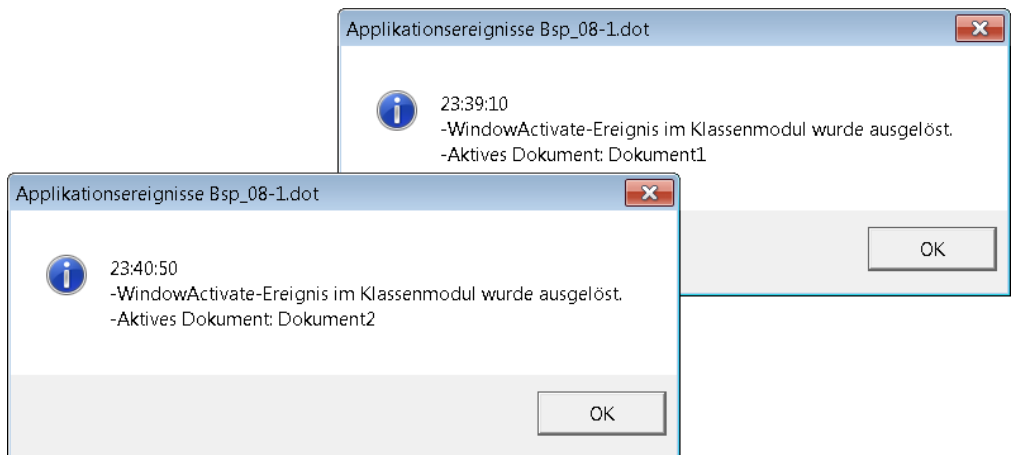 Applikationsereignisse Bsp_08-1.dot
23:39:10
-WindowActivate-Ereignis im Klassenmodul wurde ausgelöst.
-Aktives Dokument: Dokument1
OK
Applikationsereignisse Bsp_08-1.dot
23:40:50
-WindowActivate-Ereignis im Klassenmodul wurde ausgelöst.
-Aktives Dokument: Dokument2
OK